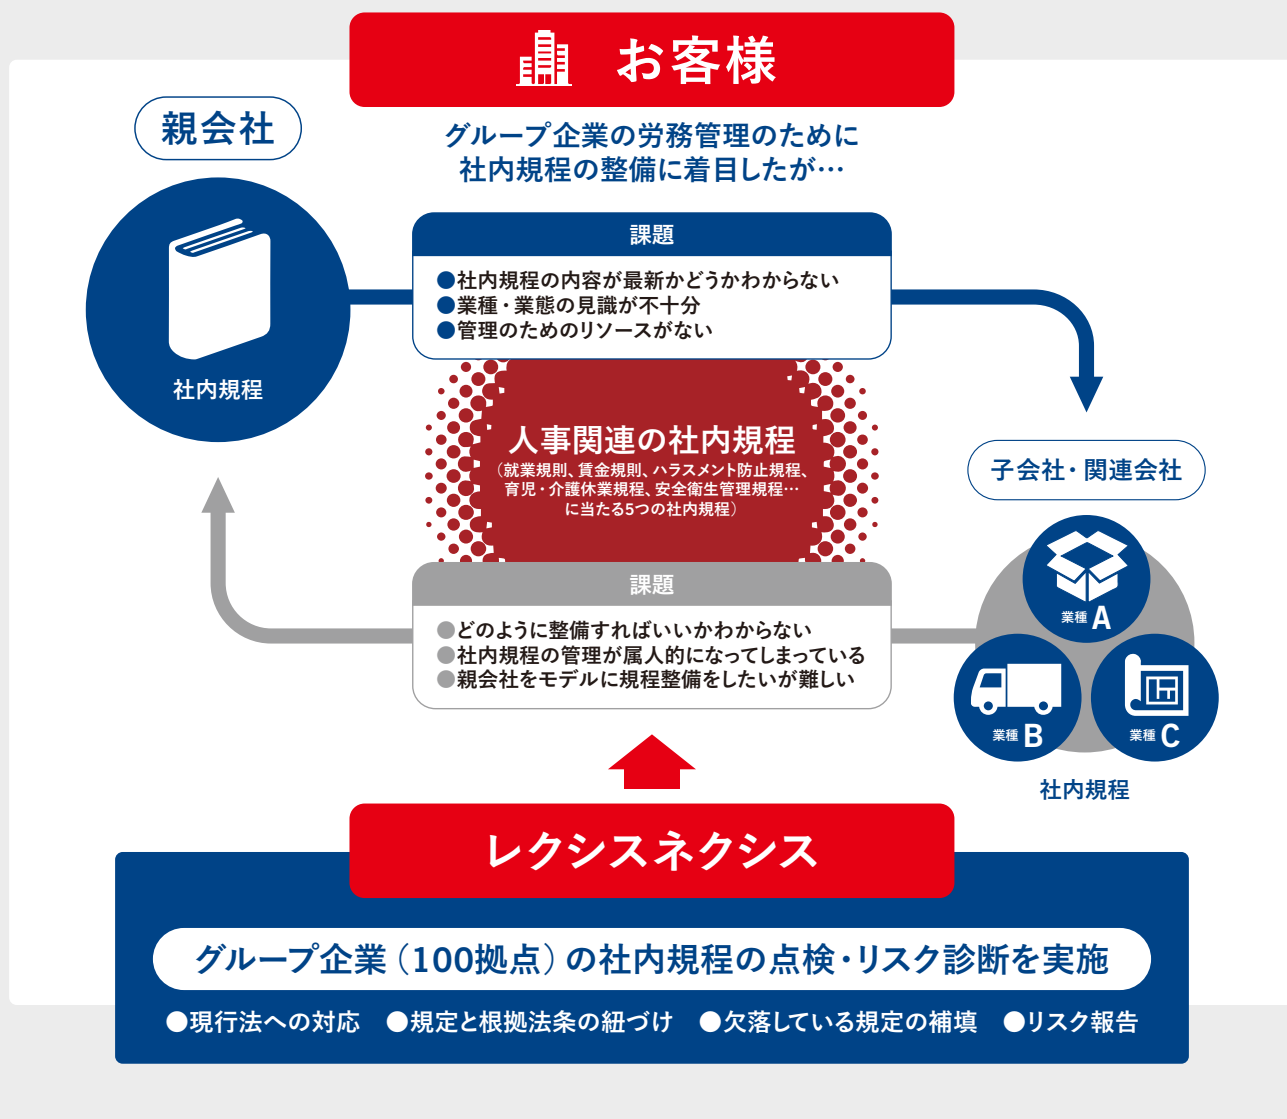 お客様
親会社
グループ企業の労務管理のために
社内規程の整備に着目したが…
課題
●社内規程の内容が最新かどうかわからない
●業種・業態の見識が不十分
●管理のためのリソースがない
社内規程
人事関連の社内規程
（就業規則、賃金規則、ハラスメント防止規程、
育児・介護休業規程、安全衛生管理規程…
に当たる5つの社内規程）
子会社・関連会社
課題
●どのように整備すればいいかわからない
●社内規程の管理が属人的になってしまっている
●親会社をモデルに規程整備をしたいが難しい
業種 A
業種 B
業種 C
社内規程
レクシスネクシス
グループ企業（100拠点）の社内規程の点検・リスク診断を実施
●現行法への対応 ●規定と根拠法条の紐づけ ●欠落している規定の補填 ●リスク報告